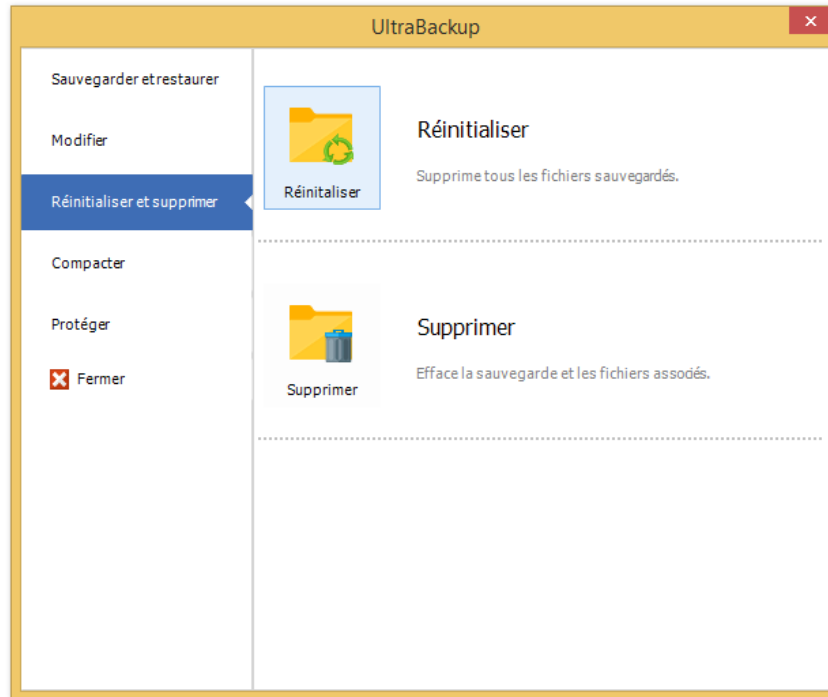 UltraBackup
Sauvegarder et restaurer
Modifier
Réinitialiser et supprimer
Compacter
Protéger
Fermer
Réinitaliser
Réinitialiser
Supprime tous les fichiers sauvegardés.
Supprimer
Supprimer
Efface la sauvegarde et les fichiers associés.